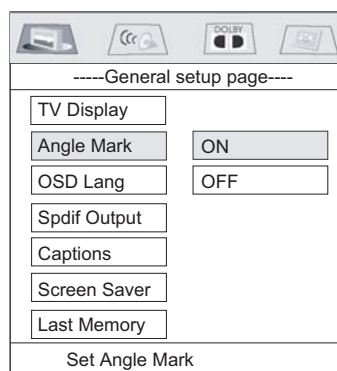 DOLBY
-----General setup page----
TV Display
Angle Mark
ON
OSD Lang
OFF
Spdif Output
Captions
Screen Saver
Last Memory
Set Angle Mark